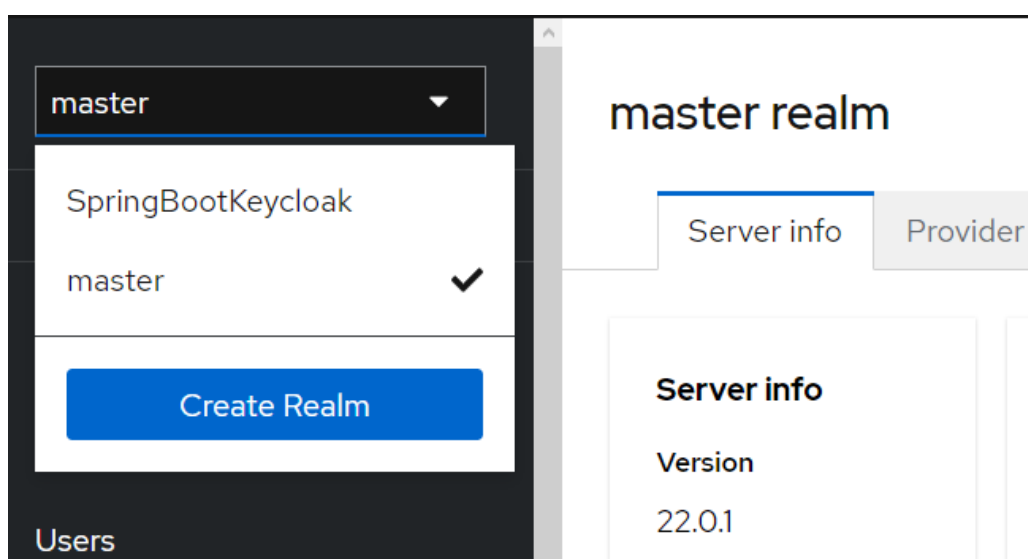 master
SpringBootKeycloak
master
Create Realm
Users
master realm
Server info
Provider
Server info
Version
22.0.1